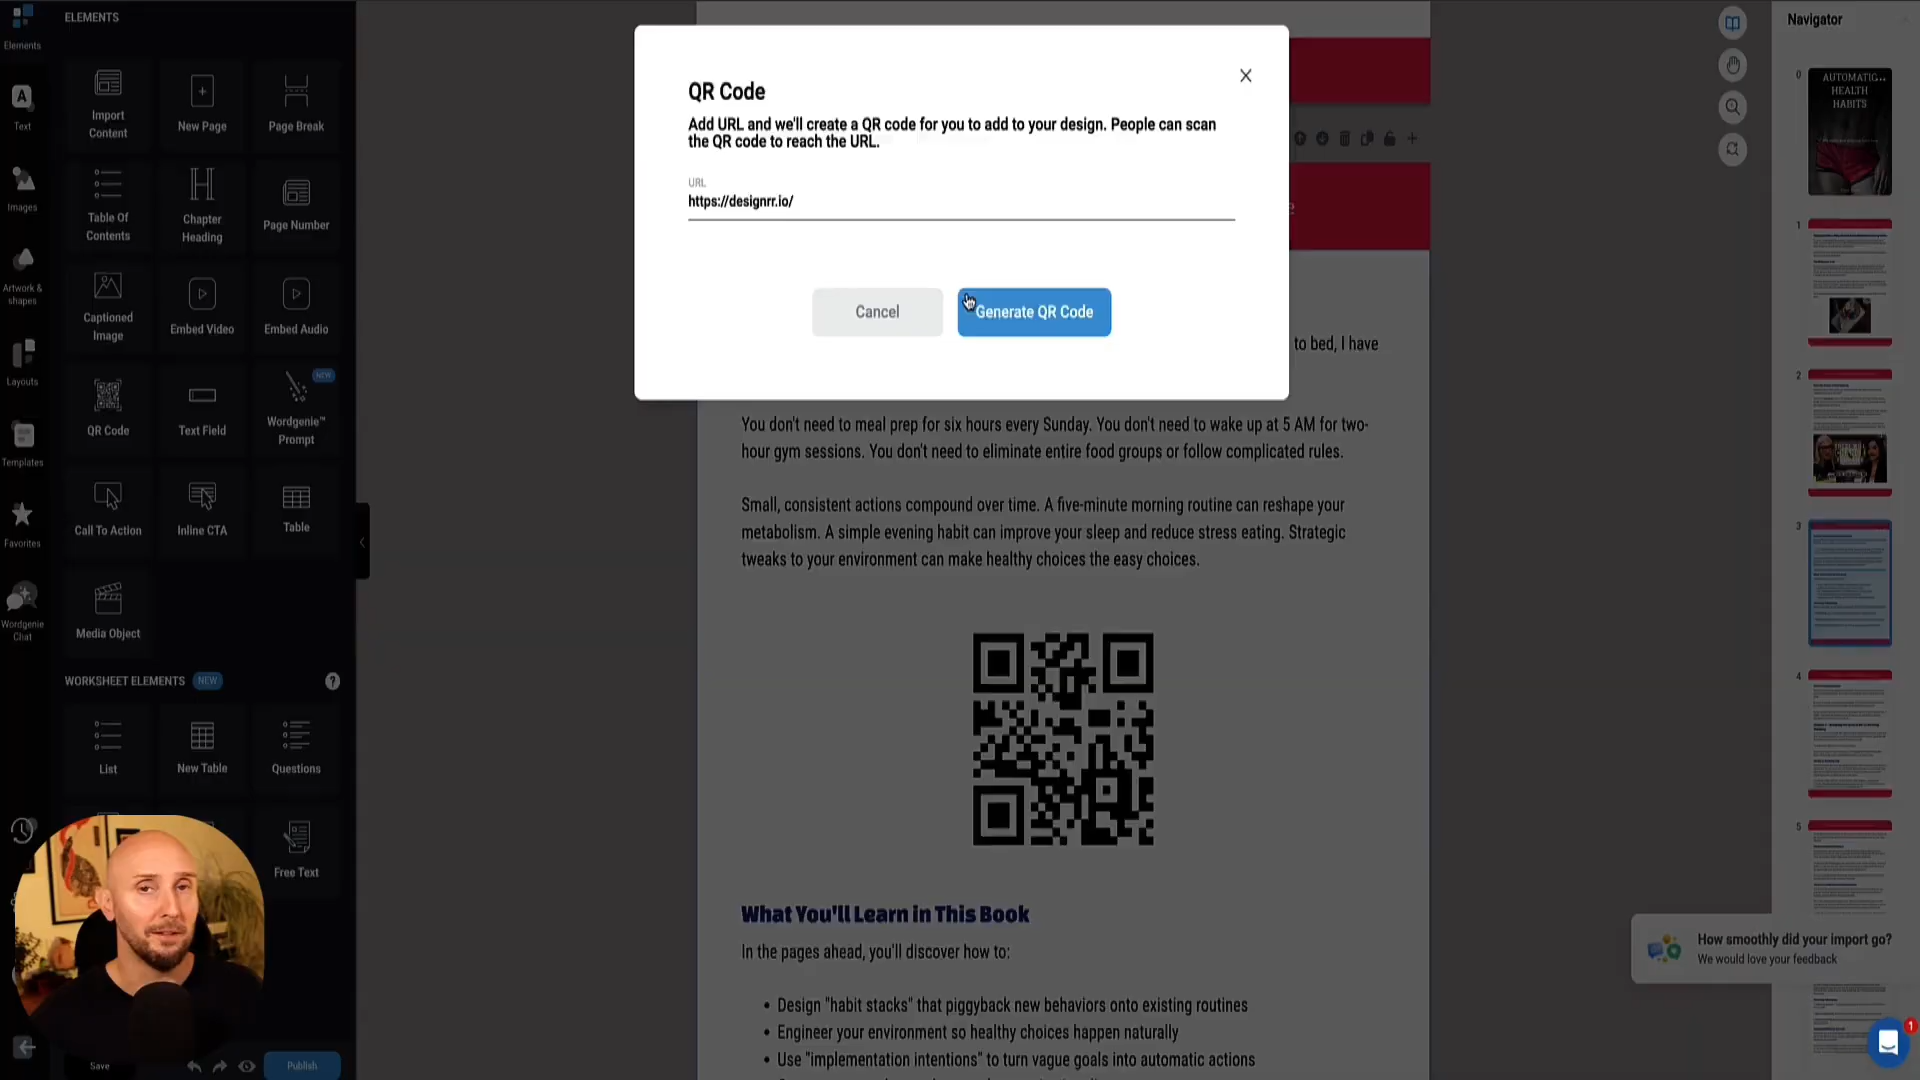 ELEMENTS
Elements
Text
Images
Artwork &
shapes
Layouts
Templates
Favorites
Wordgenie
Chat
Import
Content
New Page
Page Break
Table Of
Contents
Chapter
Heading
Page Number
Captioned
Image
Embed Video
Embed Audio
QR Code
Text Field
NEW
Wordgenie™
Prompt
Call To Action
Inline CTA
Table
Media Object
WORKSHEET ELEMENTS NEW ?
List
New Table
Questions
Free Text
Save
Publish
QR Code
Add URL and we'll create a QR code for you to add to your design. People can scan
the QR code to reach the URL.
URL
https://designrr.io/
Cancel
Generate QR Code
to bed, I have
You don't need to meal prep for six hours every Sunday. You don't need to wake up at 5 AM for two-
hour gym sessions. You don't need to eliminate entire food groups or follow complicated rules.
Small, consistent actions compound over time. A five-minute morning routine can reshape your
metabolism. A simple evening habit can improve your sleep and reduce stress eating. Strategic
tweaks to your environment can make healthy choices the easy choices.
What You'll Learn in This Book
In the pages ahead, you'll discover how to:
• Design "habit stacks" that piggyback new behaviors onto existing routines
• Engineer your environment so healthy choices happen naturally
• Use "implementation intentions" to turn vague goals into automatic actions
Navigator
0
AUTOMATIC...
HEALTH
HABITS
1
2
3
4
5
How smoothly did your import go?
We would love your feedback
1